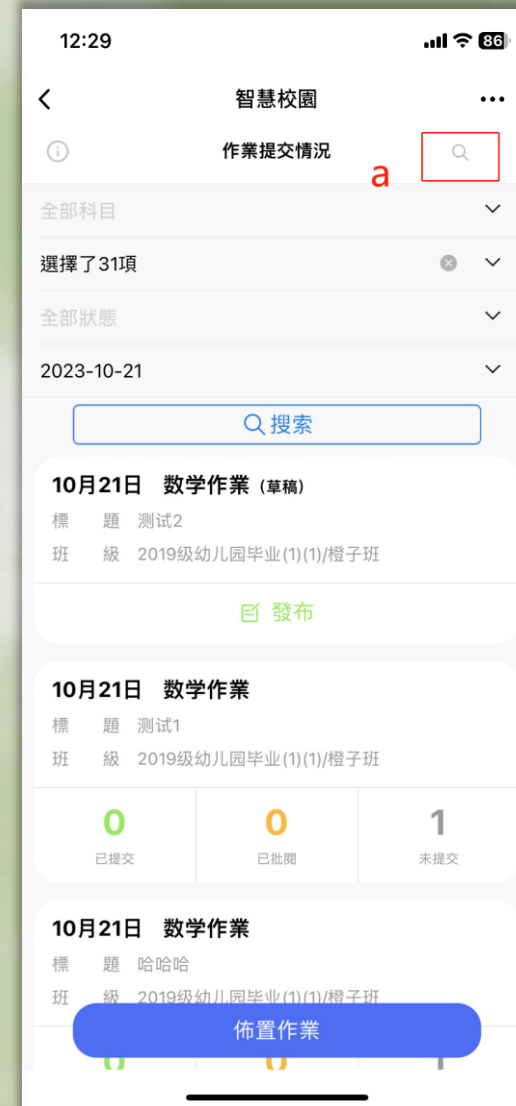 12:29 86
智慧校園
作業提交情況
a
全部科目
選擇了31項
全部狀態
2023-10-21
搜索
10月21日 数学作業（草稿）
標 題 测试2
班 級 2019级幼儿园毕业(1)(1)/橙子班
發布
10月21日 数学作業
標 題 测试1
班 級 2019级幼儿园毕业(1)(1)/橙子班
0 0 1
已提交 已批閱 未提交
10月21日 数学作業
標 題 哈哈哈
班 級 2019级幼儿园毕业(1)(1)/橙子班
佈置作業
0 0 1